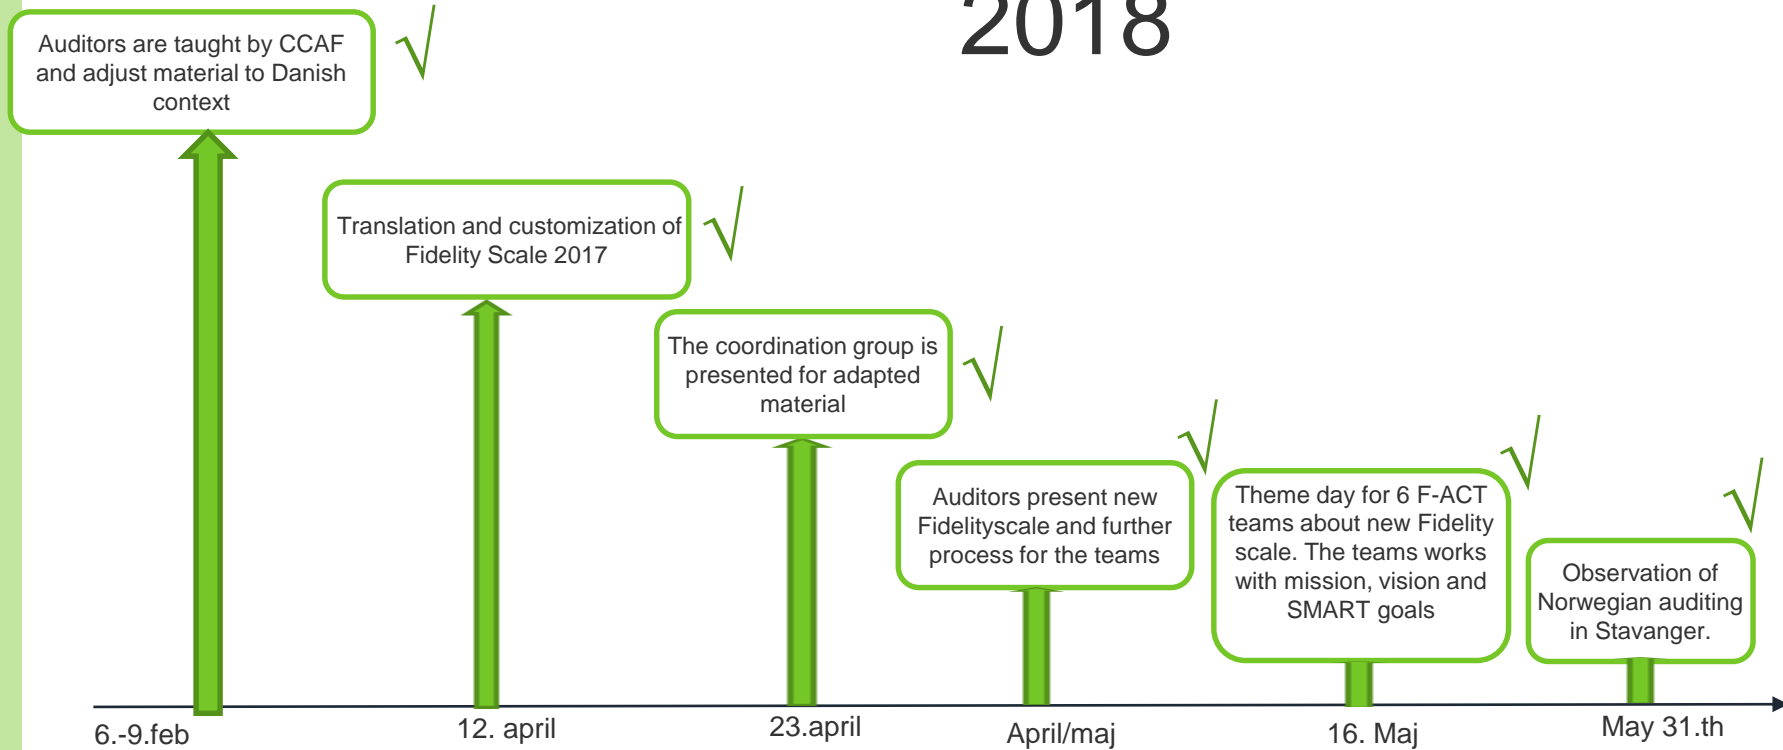 2018
Auditors are taught by CCAF
and adjust material to Danish
context
Translation and customization of
Fidelity Scale 2017
The coordination group is
presented for adapted
material
Auditors present new
Fidelityscale and further
process for the teams
Theme day for 6 F-ACT
teams about new Fidelity
scale. The teams works
with mission, vision and
SMART goals
Observation of
Norwegian auditing
in Stavanger.
6.-9.feb
12. april
23.april
April/maj
16. Maj
May 31.th